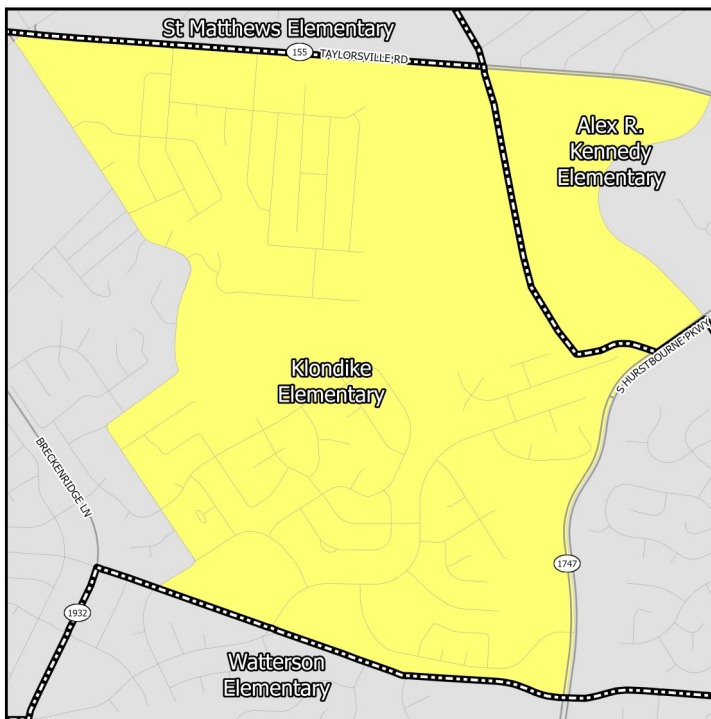 St Matthews Elementary
155
TAYLORSVILLE RD
Alex R.
Kennedy
Elementary
S HURSTBOURNE PKWY
Klondike
Elementary
BRECKENRIDGE LN
1747
1932
Watterson
Elementary